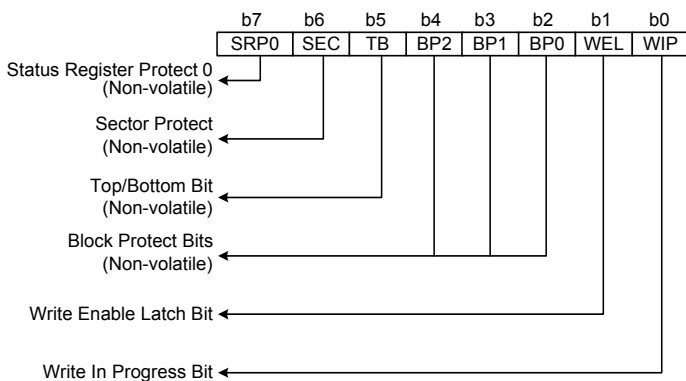 b7 b6 b5 b4 b3 b2 b1 b0
SRP0 SEC TB BP2 BP1 BP0 WEL WIP
Status Register Protect 0
(Non-volatile)
Sector Protect
(Non-volatile)
Top/Bottom Bit
(Non-volatile)
Block Protect Bits
(Non-volatile)
Write Enable Latch Bit
Write In Progress Bit